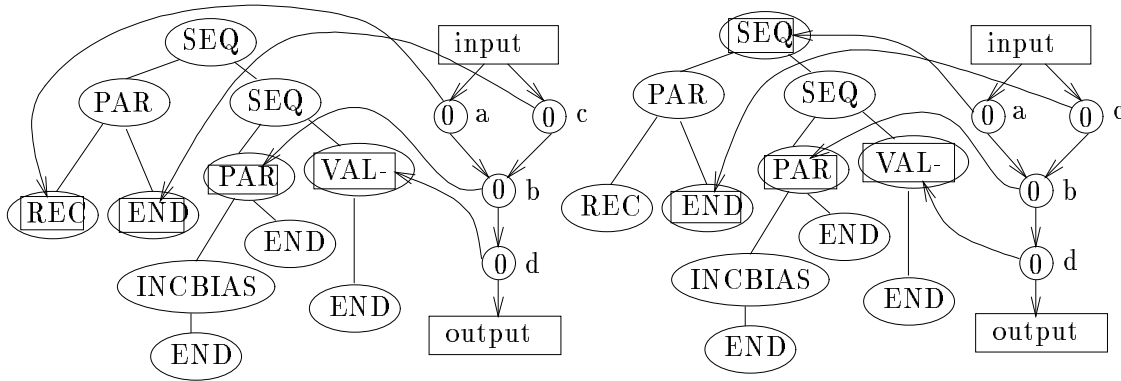 SEQ
input
PAR
SEQ
0 a
0 c
PAR
VAL-
0 b
REC
END
END
0 d
INCBIAS
END
output
END
SEQ
input
PAR
SEQ
0 a
0 c
PAR
VAL-
0 b
REC
END
END
0 d
INCBIAS
END
output
END